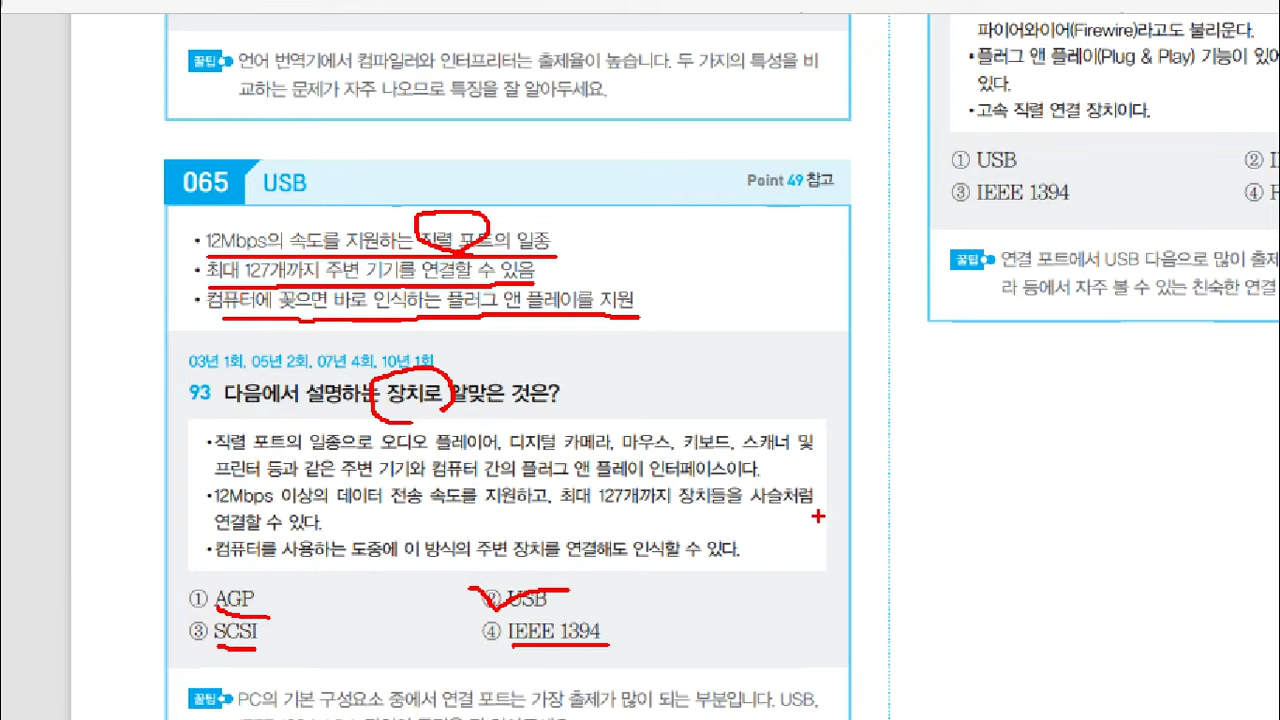 꿀팁 언어 번역기에서 컴파일러와 인터프리터는 출제율이 높습니다. 두 가지의 특성을 비
교하는 문제가 자주 나오므로 특징을 잘 알아두세요.
065 USB Point 49 참고
• 12Mbps의 속도를 지원하는 직렬 포트의 일종
• 최대 127개까지 주변 기기를 연결할 수 있음
• 컴퓨터에 꽂으면 바로 인식하는 플러그 앤 플레이를 지원
03년 1회, 05년 2회, 07년 4회, 10년 1회
93 다음에서 설명하는 장치로 알맞은 것은?
•직렬 포트의 일종으로 오디오 플레이어, 디지털 카메라, 마우스, 키보드, 스캐너 및
프린터 등과 같은 주변 기기와 컴퓨터 간의 플러그 앤 플레이 인터페이스이다.
•12Mbps 이상의 데이터 전송 속도를 지원하고, 최대 127개까지 장치들을 사슬처럼
연결할 수 있다.
•컴퓨터를 사용하는 도중에 이 방식의 주변 장치를 연결해도 인식할 수 있다.
① AGP ② USB
③ SCSI ④ IEEE 1394
꿀팁 PC의 기본 구성요소 중에서 연결 포트는 가장 출제가 많이 되는 부분입니다. USB,
파이어와이어(Firewire)라고도 불리운다.
•플러그 앤 플레이(Plug & Play) 기능이 있어
있다.
•고속 직렬 연결 장치이다.
① USB ②
③ IEEE 1394 ④
꿀팁 연결 포트에서 USB 다음으로 많이 출제
라 등에서 자주 볼 수 있는 친숙한 연결